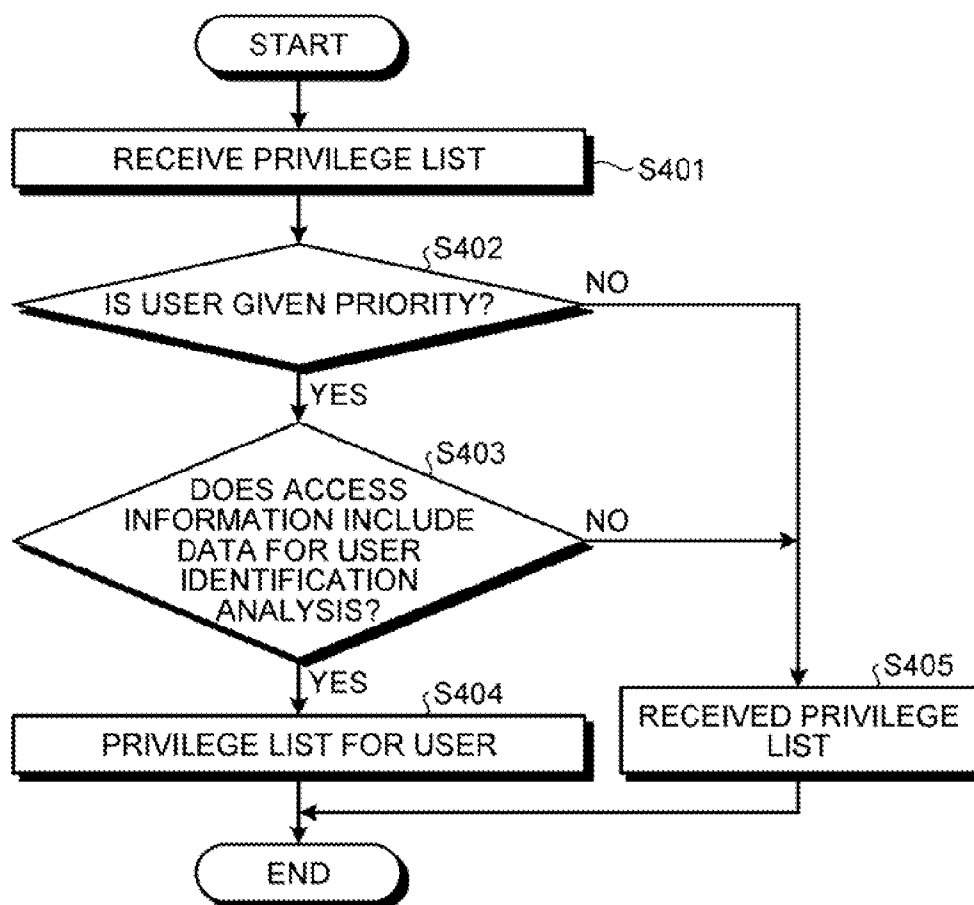 START
RECEIVE PRIVILEGE LIST
S401
S402
IS USER GIVEN PRIORITY?
NO
YES
S403
DOES ACCESS
INFORMATION INCLUDE
DATA FOR USER
IDENTIFICATION
ANALYSIS?
NO
YES
S404
PRIVILEGE LIST FOR USER
S405
RECEIVED PRIVILEGE
LIST
END